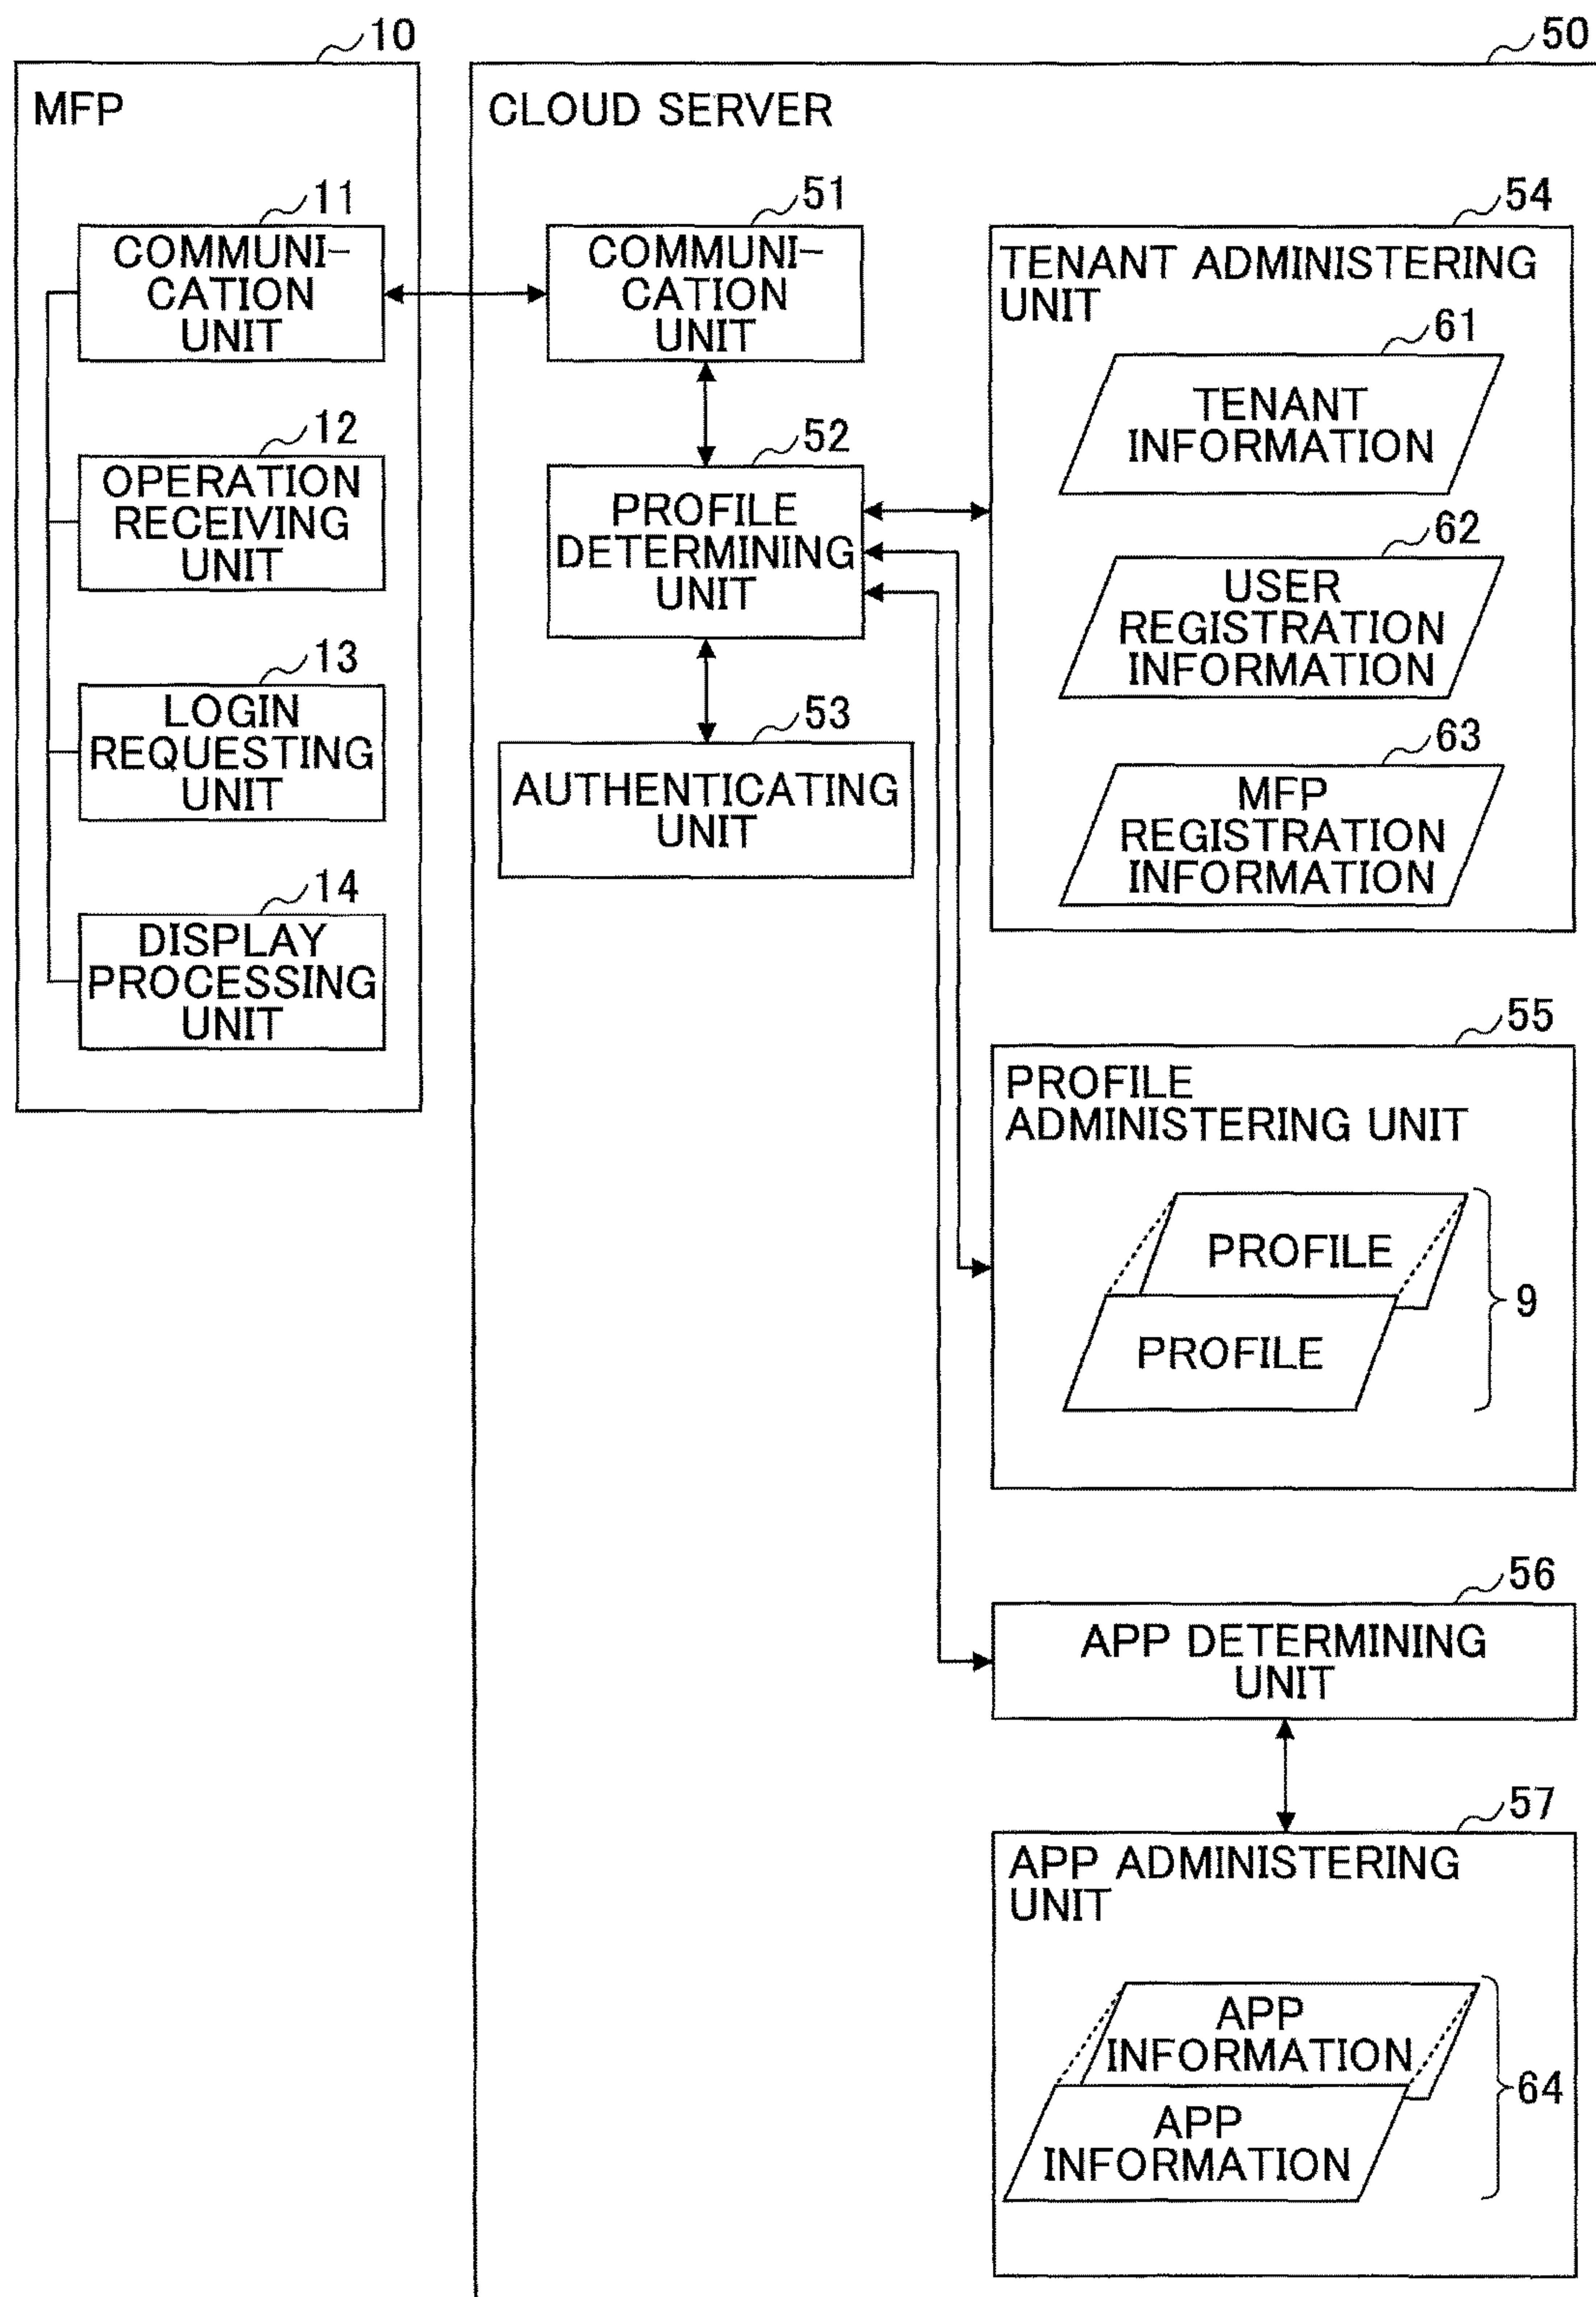 10
MFP
11
COMMUNI-
CATION
UNIT
12
OPERATION
RECEIVING
UNIT
13
LOGIN
REQUESTING
UNIT
14
DISPLAY
PROCESSING
UNIT
50
CLOUD SERVER
51
COMMUNI-
CATION
UNIT
52
PROFILE
DETERMINING
UNIT
53
AUTHENTICATING
UNIT
54
TENANT ADMINISTERING
UNIT
61
TENANT
INFORMATION
62
USER
REGISTRATION
INFORMATION
63
MFP
REGISTRATION
INFORMATION
55
PROFILE
ADMINISTERING UNIT
PROFILE
PROFILE
9
56
APP DETERMINING
UNIT
57
APP ADMINISTERING
UNIT
APP
INFORMATION
APP
INFORMATION
64